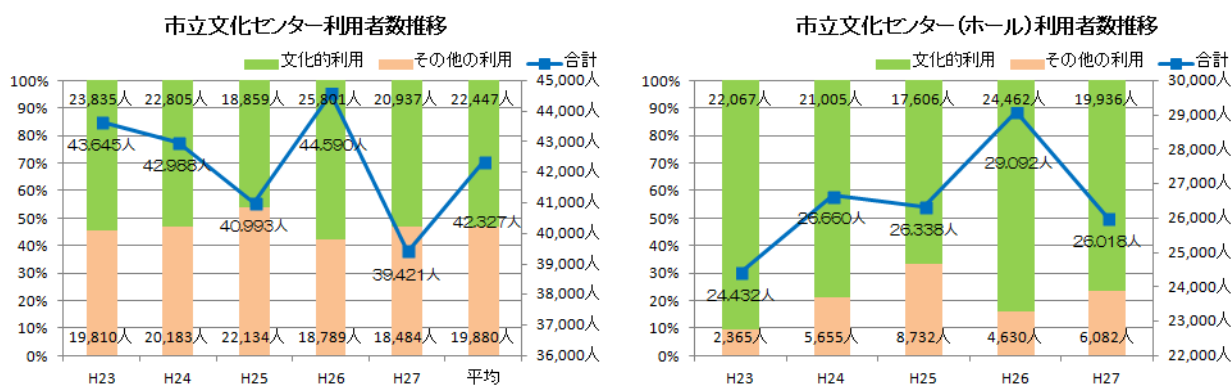 市立文化センター利用者数推移
文化的利用 その他の利用 合計
100% 90% 80% 70% 60% 50% 40% 30% 20% 10% 0%
23,835人 22,805人 18,859人 25,801人 20,937人 22,447人
43,645人 42,988人 40,993人 44,590人 39,421人 42,327人
19,810人 20,183人 22,134人 18,789人 18,484人 19,880人
45,000人 44,000人 43,000人 42,000人 41,000人 40,000人 39,000人 38,000人 37,000人 36,000人
H23 H24 H25 H26 H27 平均
市立文化センター(ホール)利用者数推移
文化的利用 その他の利用 合計
100% 90% 80% 70% 60% 50% 40% 30% 20% 10% 0%
22,067人 21,005人 17,606人 24,462人 19,936人
24,432人 26,660人 26,338人 29,092人 26,018人
2,365人 5,655人 8,732人 4,630人 6,082人
30,000人 29,000人 28,000人 27,000人 26,000人 25,000人 24,000人 23,000人 22,000人
H23 H24 H25 H26 H27